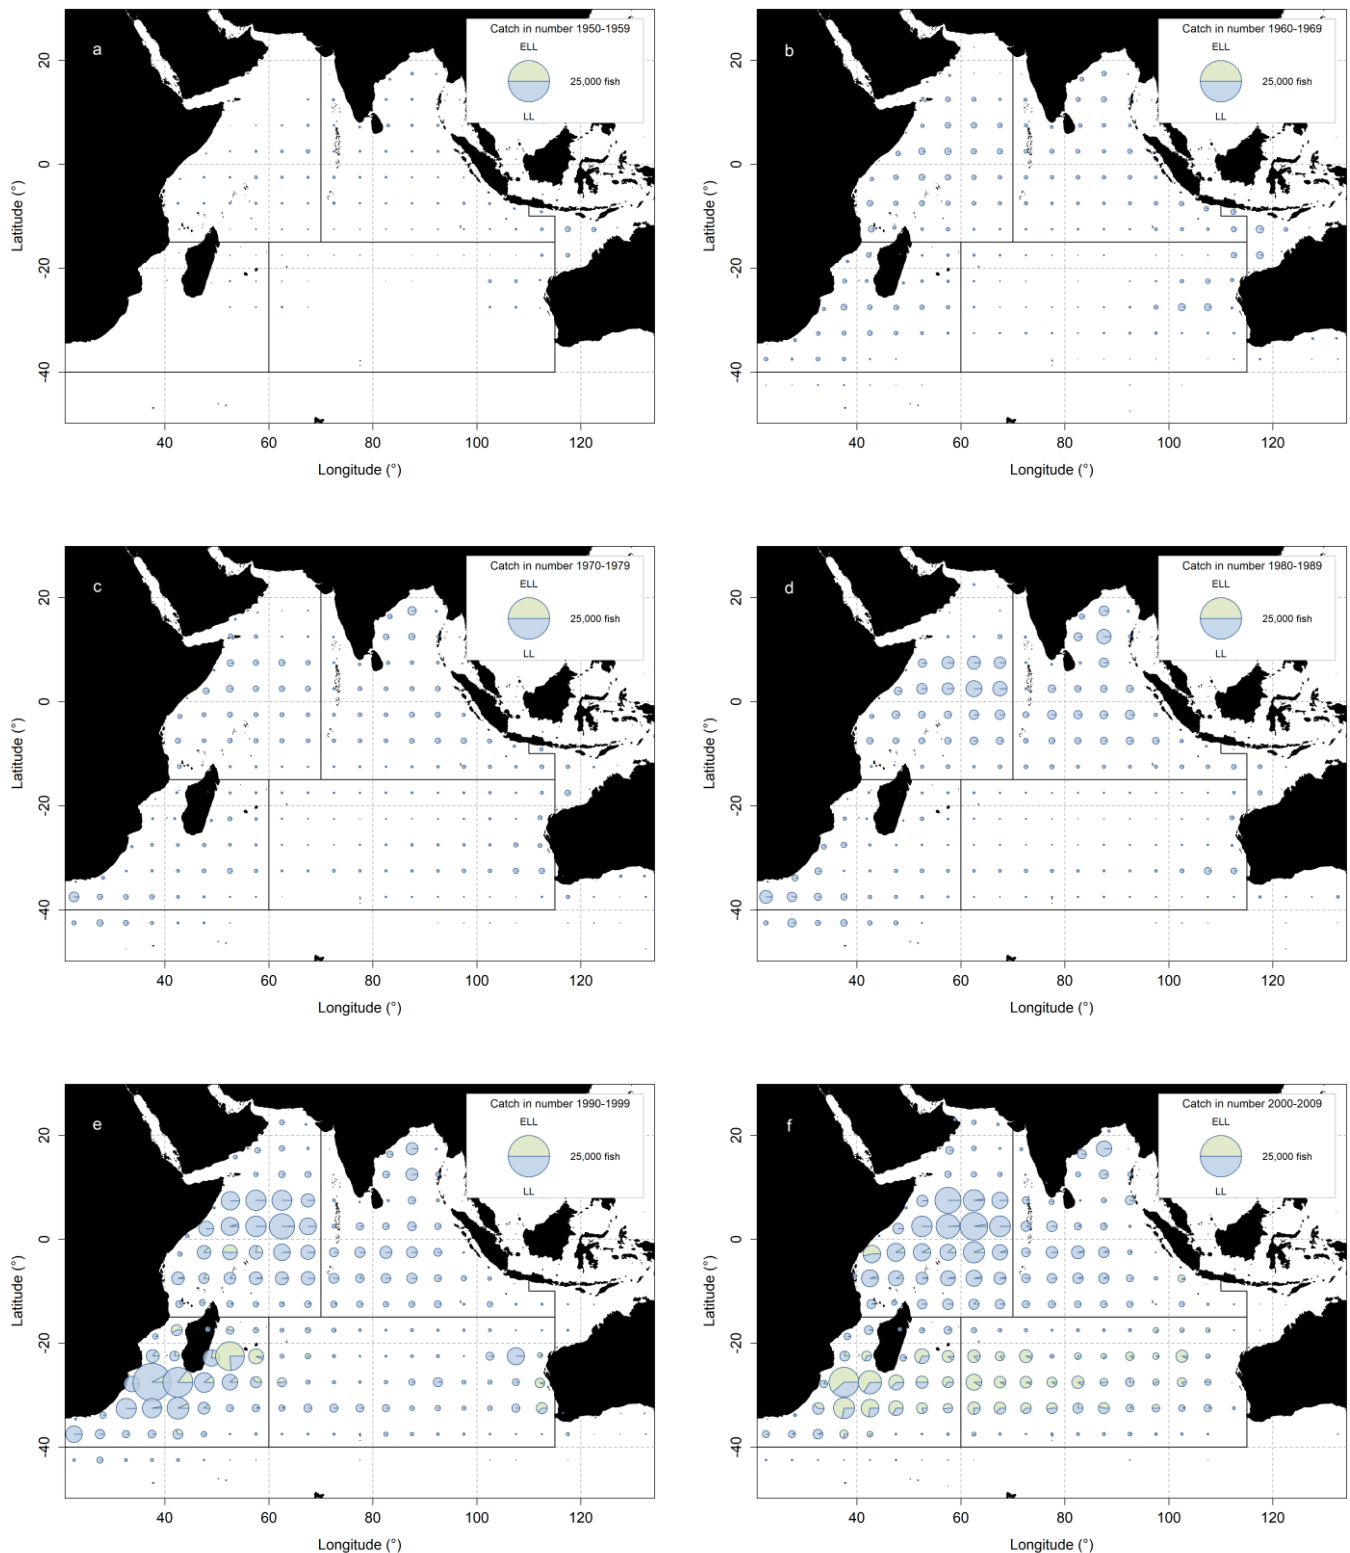 a
Catch in number 1950-1959
ELL
25,000 fish
LL
20
0
-20
-40
Latitude (°)
40
60
80
100
120
Longitude (°)
b
Catch in number 1960-1969
ELL
25,000 fish
LL
20
0
-20
-40
Latitude (°)
40
60
80
100
120
Longitude (°)
c
Catch in number 1970-1979
ELL
25,000 fish
LL
20
0
-20
-40
Latitude (°)
40
60
80
100
120
Longitude (°)
d
Catch in number 1980-1989
ELL
25,000 fish
LL
20
0
-20
-40
Latitude (°)
40
60
80
100
120
Longitude (°)
e
Catch in number 1990-1999
ELL
25,000 fish
LL
20
0
-20
-40
Latitude (°)
40
60
80
100
120
Longitude (°)
f
Catch in number 2000-2009
ELL
25,000 fish
LL
20
0
-20
-40
Latitude (°)
40
60
80
100
120
Longitude (°)